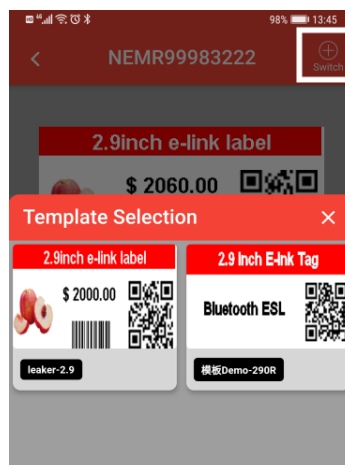 98% 13:45
NEMR99983222
Switch
2.9inch e-link label
$ 2060.00
Template Selection
2.9inch e-link label
$ 2000.00
leaker-2.9
2.9 Inch E-Ink Tag
Bluetooth ESL
模板Demo-290R